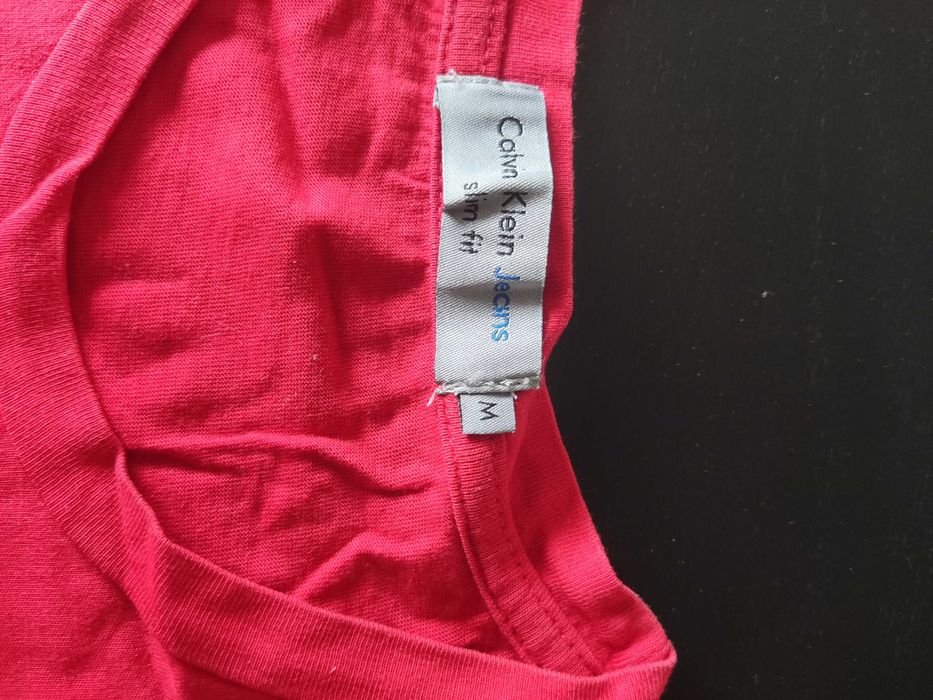 Calvin Klein Jeans
slim fit
M